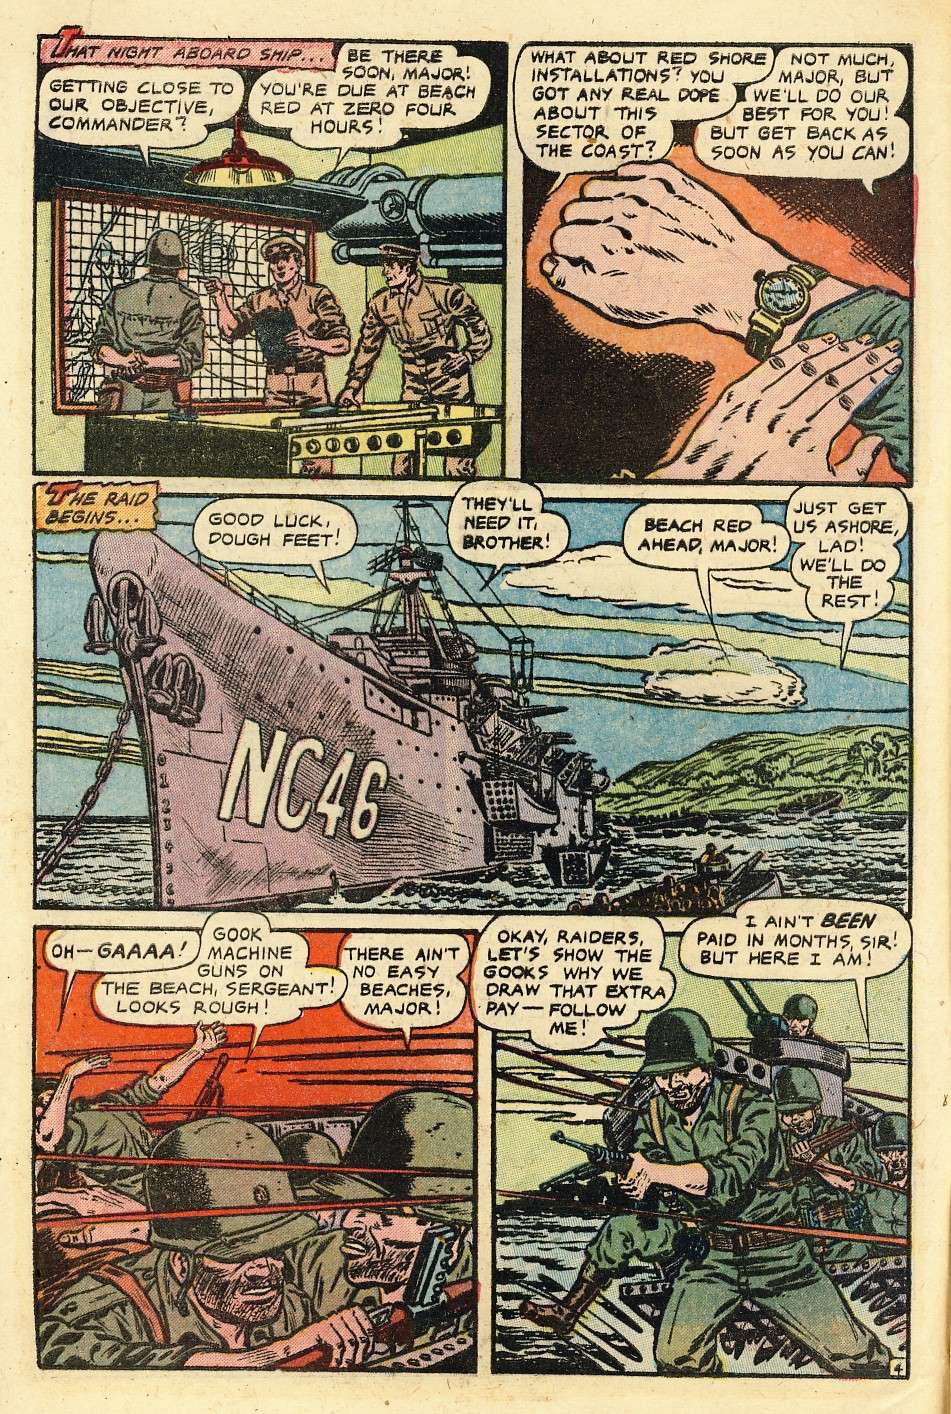 THAT NIGHT ABOARD SHIP...
GETTING CLOSE TO
OUR OBJECTIVE,
COMMANDER?
BE THERE
SOON, MAJOR!
YOU'RE DUE AT BEACH
RED AT ZERO FOUR
HOURS!
WHAT ABOUT RED SHORE
INSTALLATIONS? YOU
GOT ANY REAL DOPE
ABOUT THIS
SECTOR OF
THE COAST?
NOT MUCH,
MAJOR, BUT
WE'LL DO OUR
BEST FOR YOU!
BUT GET BACK AS
SOON AS YOU CAN!
THE RAID
BEGINS...
GOOD LUCK,
DOUGH FEET!
THEY'LL
NEED IT,
BROTHER!
BEACH RED
AHEAD, MAJOR!
JUST GET
US ASHORE,
LAD!
WE'LL DO
THE
REST!
NC46
OH-GAAAA!
GOOK
MACHINE
GUNS ON
THE BEACH, SERGEANT!
LOOKS ROUGH!
THERE AIN'T
NO EASY
BEACHES,
MAJOR!
OKAY, RAIDERS,
LET'S SHOW THE
GOOKS WHY WE
DRAW THAT EXTRA
PAY-FOLLOW
ME!
I AIN'T BEEN
PAID IN MONTHS, SIR!
BUT HERE I AM!
4